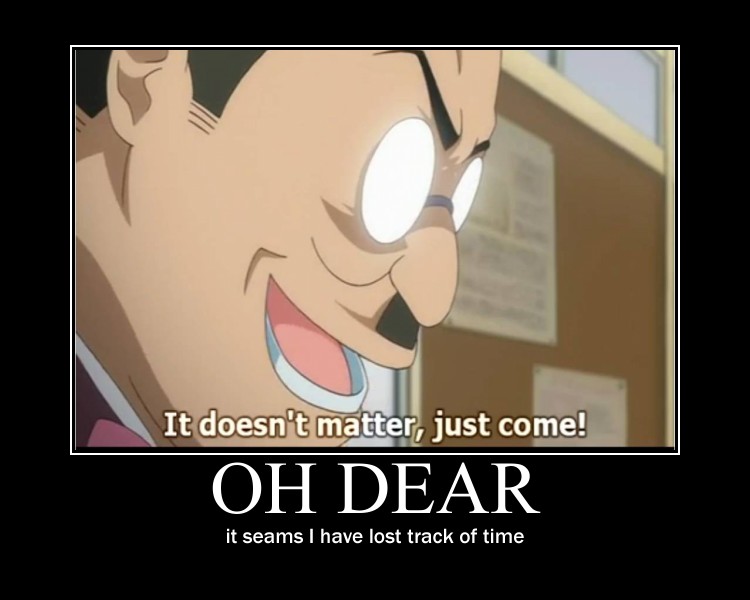 It doesn't matter, just come!
OH DEAR
it seams I have lost track of time